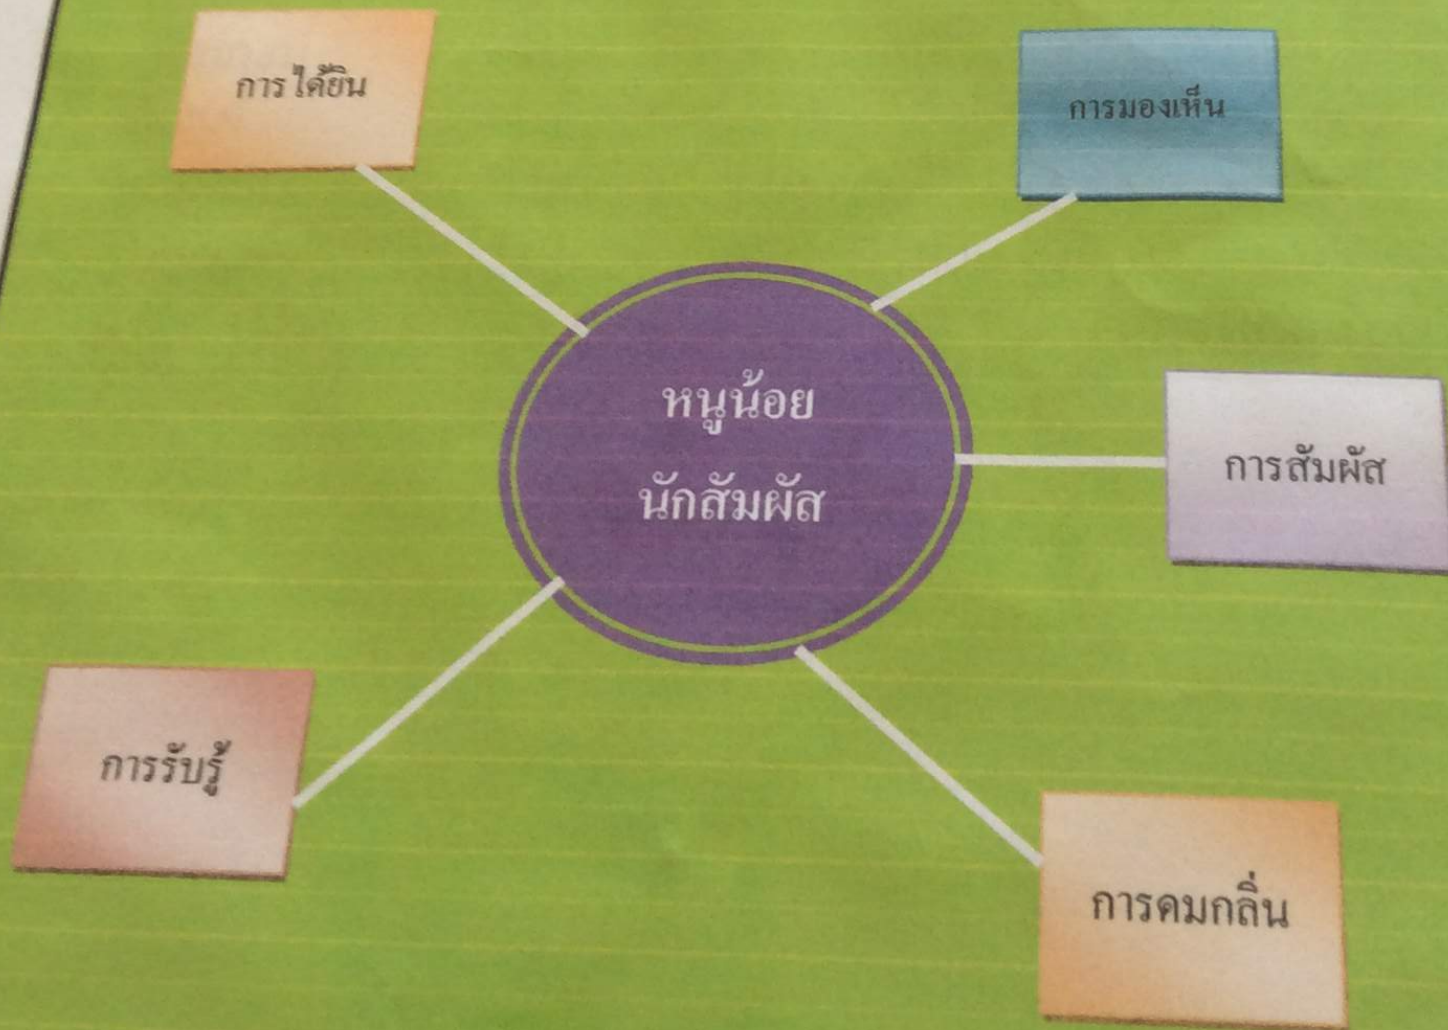 การได้ยิน
การมองเห็น
หนูน้อย
นักสัมผัส
การสัมผัส
การรับรู้
การดมกลิ่น